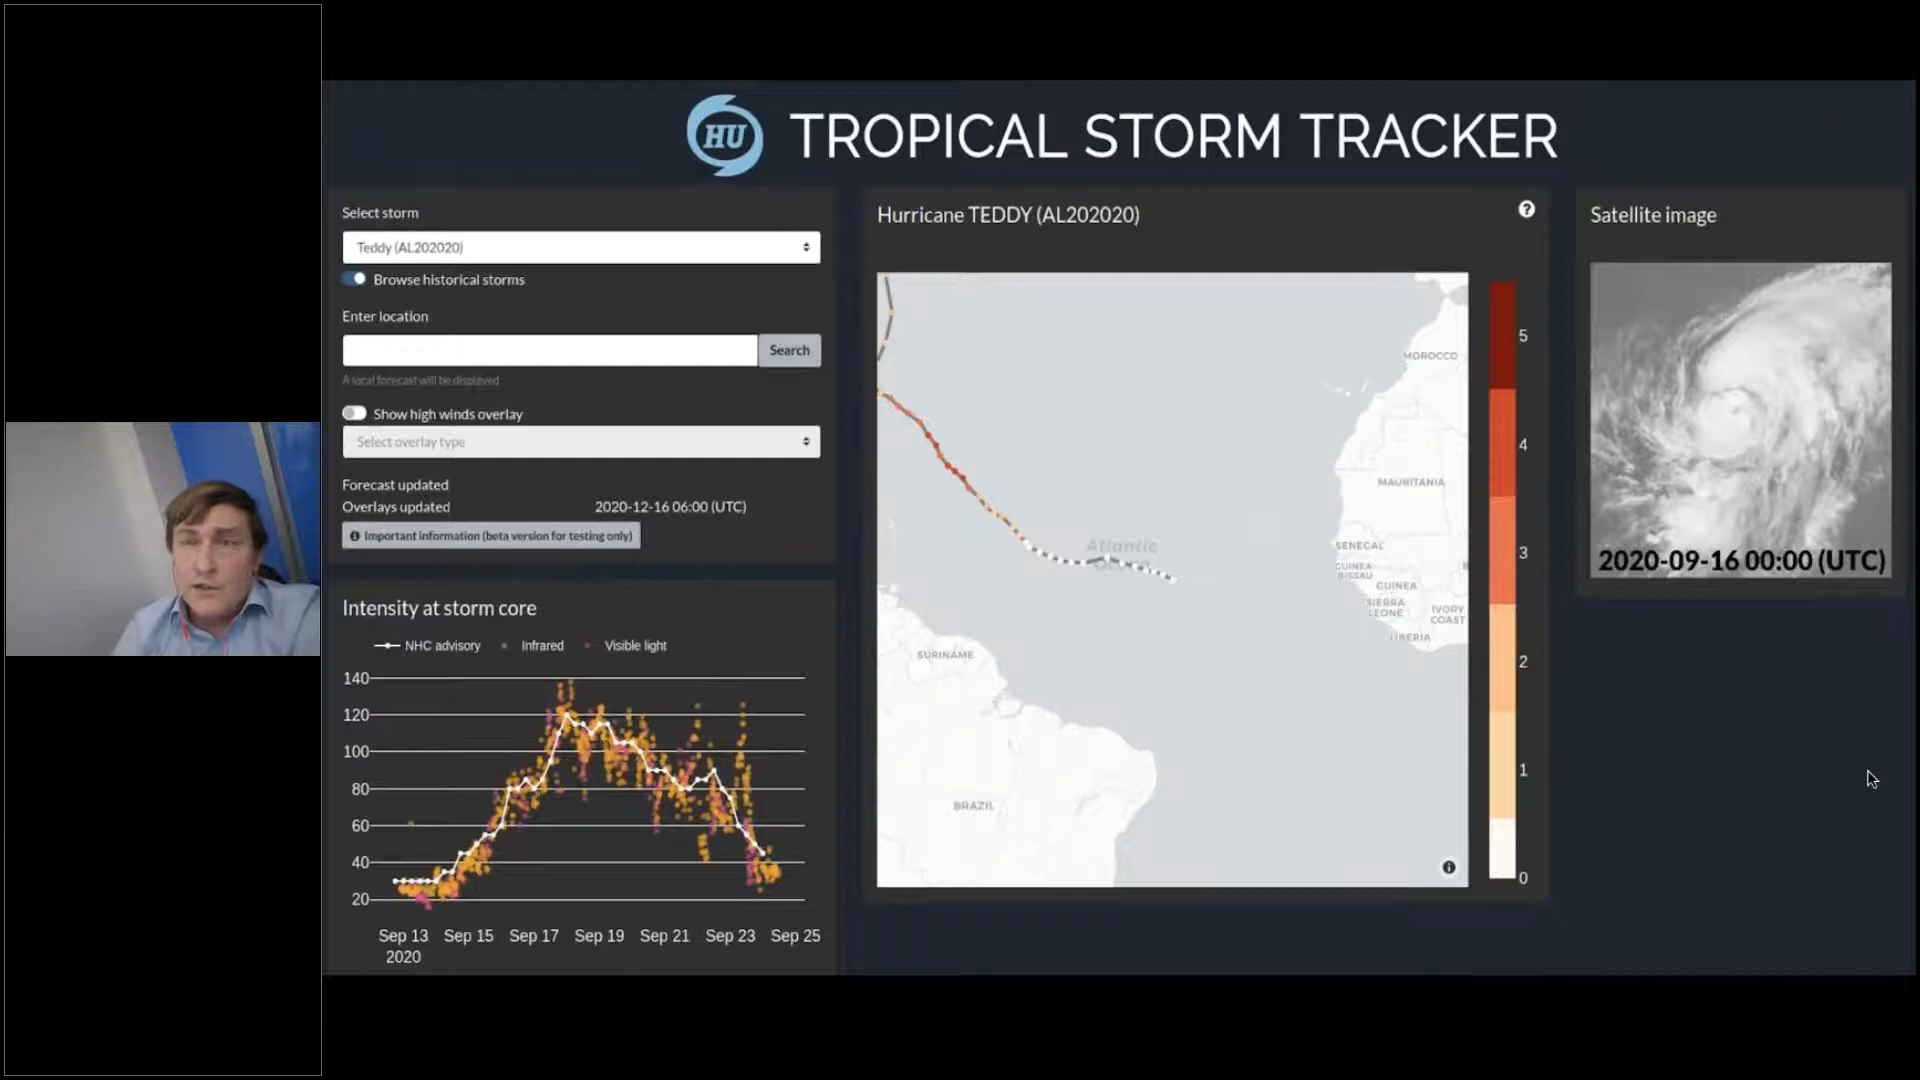 HU
TROPICAL STORM TRACKER
Select storm
Teddy (AL202020)
Browse historical storms
Enter location
Search
A local forecast will be displayed
Show high winds overlay
Select overlay type
Forecast updated
Overlays updated 2020-12-16 06:00 (UTC)
Important information (beta version for testing only)
Intensity at storm core
NHC advisory Infrared Visible light
140
120
100
80
60
40
20
Sep 13 Sep 15 Sep 17 Sep 19 Sep 21 Sep 23 Sep 25
2020
Hurricane TEDDY (AL202020)
?
MOROCCO
MAURITANIA
Atlantic
SENEGAL
GUINEA
BISSAU
GUINEA
SIERRA
LEONE
IVORY
COAST
LIBERIA
SURINAME
BRAZIL
5
4
3
2
1
0
Satellite image
2020-09-16 00:00 (UTC)